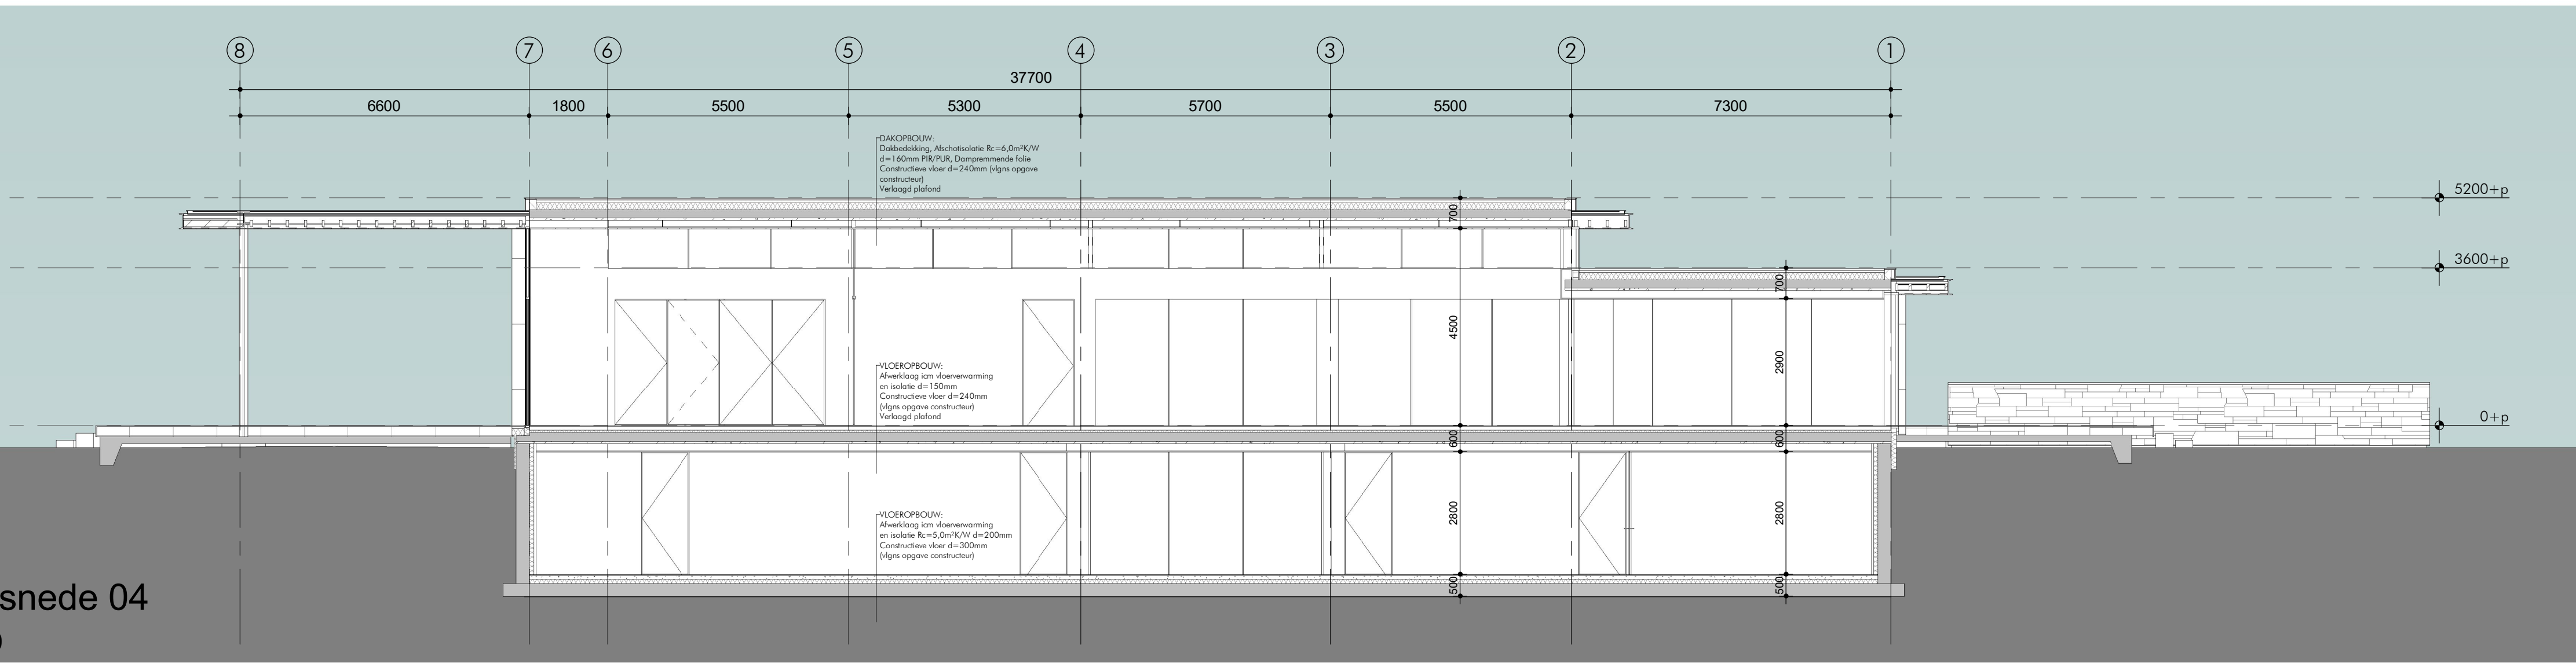 8 7 6 5 4 3 2 1
37700
6600 1800 5500 5300 5700 5500 7300
DAKOPBOUW:
Dakbedekking, Afschotisolatie Rc=6,0m²K/W
d=160mm PIR/PUR, Dampremmende folie
Constructieve vloer d=240mm (vlgns opgave
constructeur)
Verlaagd plafond
5200+p
700
3600+p
700
4500
2900
VLOEROPBOUW:
Afwerklaag icm vloerverwarming
en isolatie d=150mm
Constructieve vloer d=240mm
(vlgns opgave constructeur)
Verlaagd plafond
0+p
600 600
2800 2800
VLOEROPBOUW:
Afwerklaag icm vloerverwarming
en isolatie Rc=5,0m²K/W d=200mm
Constructieve vloer d=300mm
(vlgns opgave constructeur)
500 500
snede 04